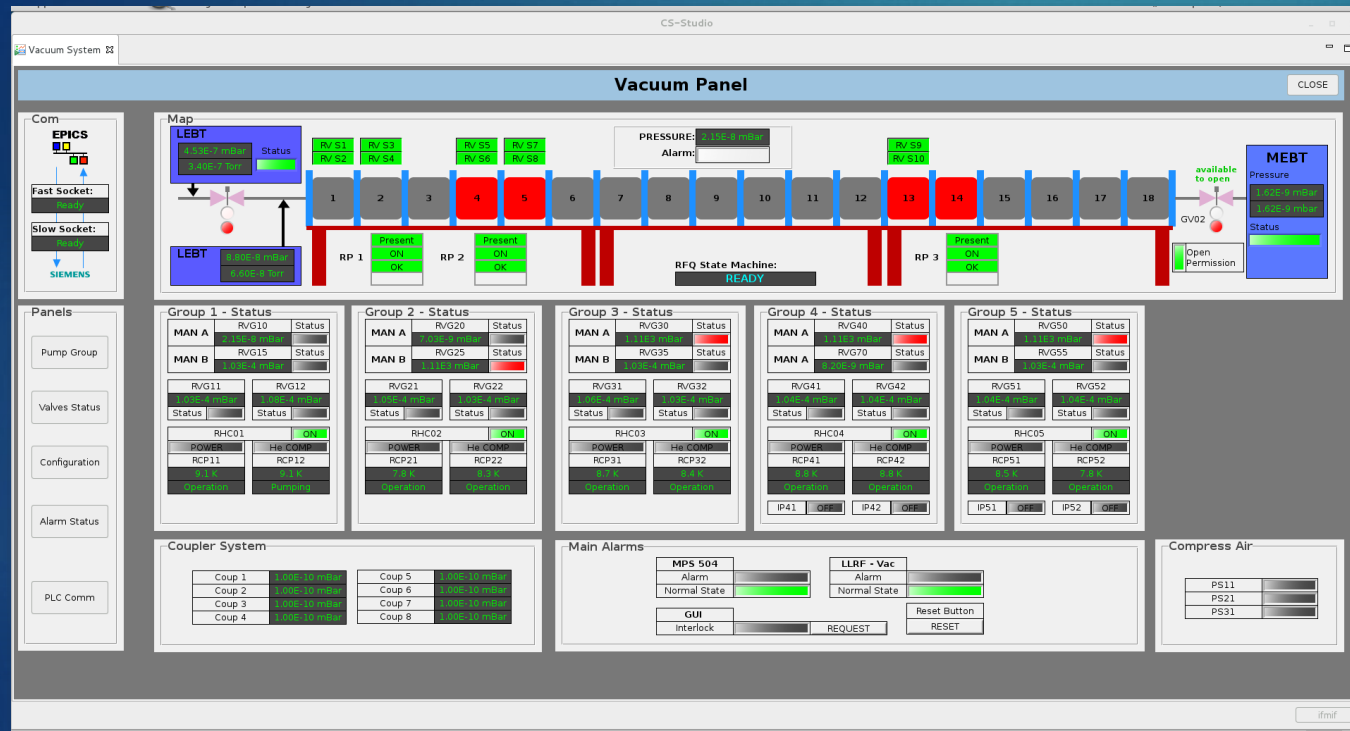 CS-Studio
Vacuum System
Vacuum Panel
CLOSE
Com
EPICS
Fast Socket:
Ready
Slow Socket:
Ready
SIEMENS
Map
LEBT
4.53E-7 mBar
3.40E-7 Torr
Status
LEBT
8.80E-8 mBar
6.60E-8 Torr
RV S1 RV S3 RV S5 RV S7 RV S9
RV S2 RV S4 RV S6 RV S8 RV S10
PRESSURE: 2.15E-8 mBar
Alarm:
1 2 3 4 5 6 7 8 9 10 11 12 13 14 15 16 17 18
RP 1
Present
ON
OK
RP 2
Present
ON
OK
RFQ State Machine:
READY
RP 3
Present
ON
OK
available
to open
GV02
Open
Permission
MEBT
Pressure
1.62E-9 mBar
1.62E-9 mbar
Status
Panels
Pump Group
Valves Status
Configuration
Alarm Status
PLC Comm
Group 1 - Status
MAN A RVG10 Status
2.15E-8 mBar
MAN B RVG15 Status
1.03E-4 mBar
RVG11 RVG12
1.03E-4 mBar 1.08E-4 mBar
Status Status
RHC01 ON
POWER He COMP
RCP11 RCP12
9.1 K 9.1 K
Operation Pumping
Group 2 - Status
MAN A RVG20 Status
7.03E-9 mBar
MAN B RVG25 Status
1.11E3 mBar
RVG21 RVG22
1.05E-4 mBar 1.03E-4 mBar
Status Status
RHC02 ON
POWER He COMP
RCP21 RCP22
7.8 K 8.3 K
Operation Operation
Group 3 - Status
MAN A RVG30 Status
1.11E3 mBar
MAN B RVG35 Status
1.03E-4 mBar
RVG31 RVG32
1.06E-4 mBar 1.03E-4 mBar
Status Status
RHC03 ON
POWER He COMP
RCP31 RCP32
8.7 K 8.4 K
Operation Operation
Group 4 - Status
MAN A RVG40 Status
1.11E3 mBar
MAN A RVG70 Status
8.20E-9 mBar
RVG41 RVG42
1.04E-4 mBar 1.04E-4 mBar
Status Status
RHC04 ON
POWER He COMP
RCP41 RCP42
8.8 K 8.8 K
Operation Operation
IP41 OFF IP42 OFF
Group 5 - Status
MAN A RVG50 Status
1.11E3 mBar
MAN B RVG55 Status
1.03E-4 mBar
RVG51 RVG52
1.04E-4 mBar 1.04E-4 mBar
Status Status
RHC05 ON
POWER He COMP
RCP51 RCP52
8.5 K 7.8 K
Operation Operation
IP51 OFF IP52 OFF
Coupler System
Coup 1 1.00E-10 mBar Coup 5 1.00E-10 mBar
Coup 2 1.00E-10 mBar Coup 6 1.00E-10 mBar
Coup 3 1.00E-10 mBar Coup 7 1.00E-10 mBar
Coup 4 1.00E-10 mBar Coup 8 1.00E-10 mBar
Main Alarms
MPS 504
Alarm
Normal State
LLRF - Vac
Alarm
Normal State
GUI
Interlock REQUEST
Reset Button
RESET
Compress Air
PS11
PS21
PS31
ifmif